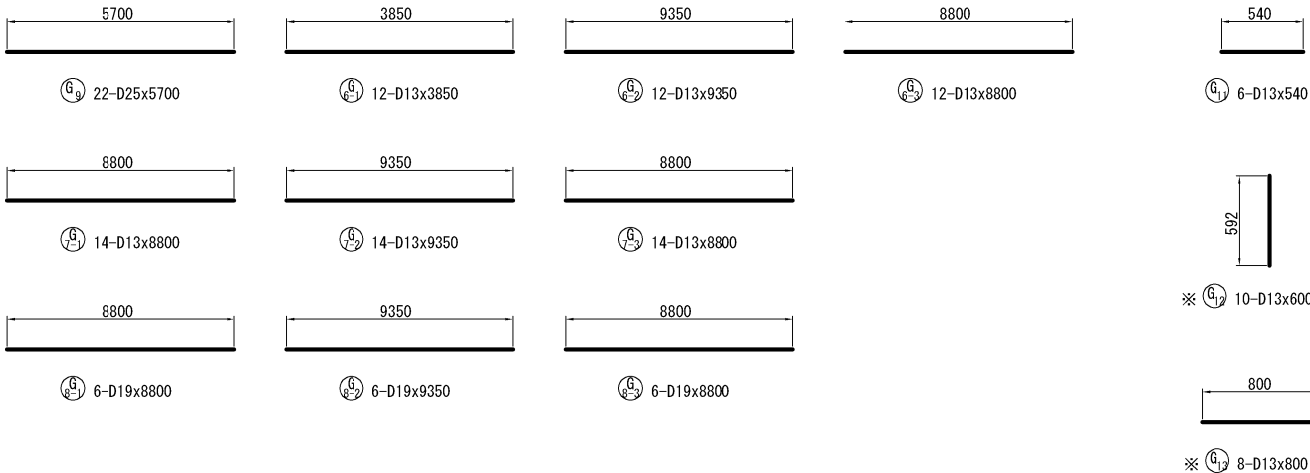 5700 3850 9350 8800 540
G9 22-D25x5700 G6-1 12-D13x3850 G6-2 12-D13x9350 G6-3 12-D13x8800 G11 6-D13x540
8800 9350 8800
592
G7-1 14-D13x8800 G7-2 14-D13x9350 G7-3 14-D13x8800
※ G12 10-D13x600
8800 9350 8800
G8-1 6-D19x8800 G8-2 6-D19x9350 G8-3 6-D19x8800
800
※ G13 8-D13x800